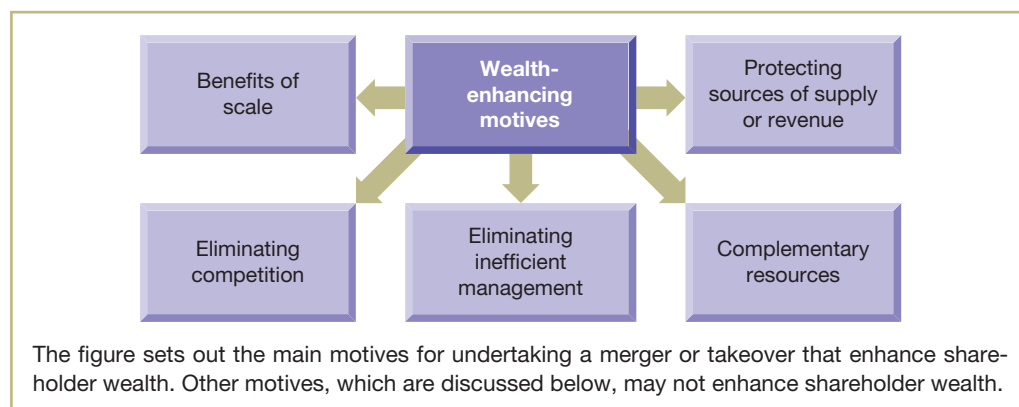 Benefits of
scale
Wealth-
enhancing
motives
Protecting
sources of supply
or revenue
Eliminating
competition
Eliminating
inefficient
management
Complementary
resources
The figure sets out the main motives for undertaking a merger or takeover that enhance share-
holder wealth. Other motives, which are discussed below, may not enhance shareholder wealth.